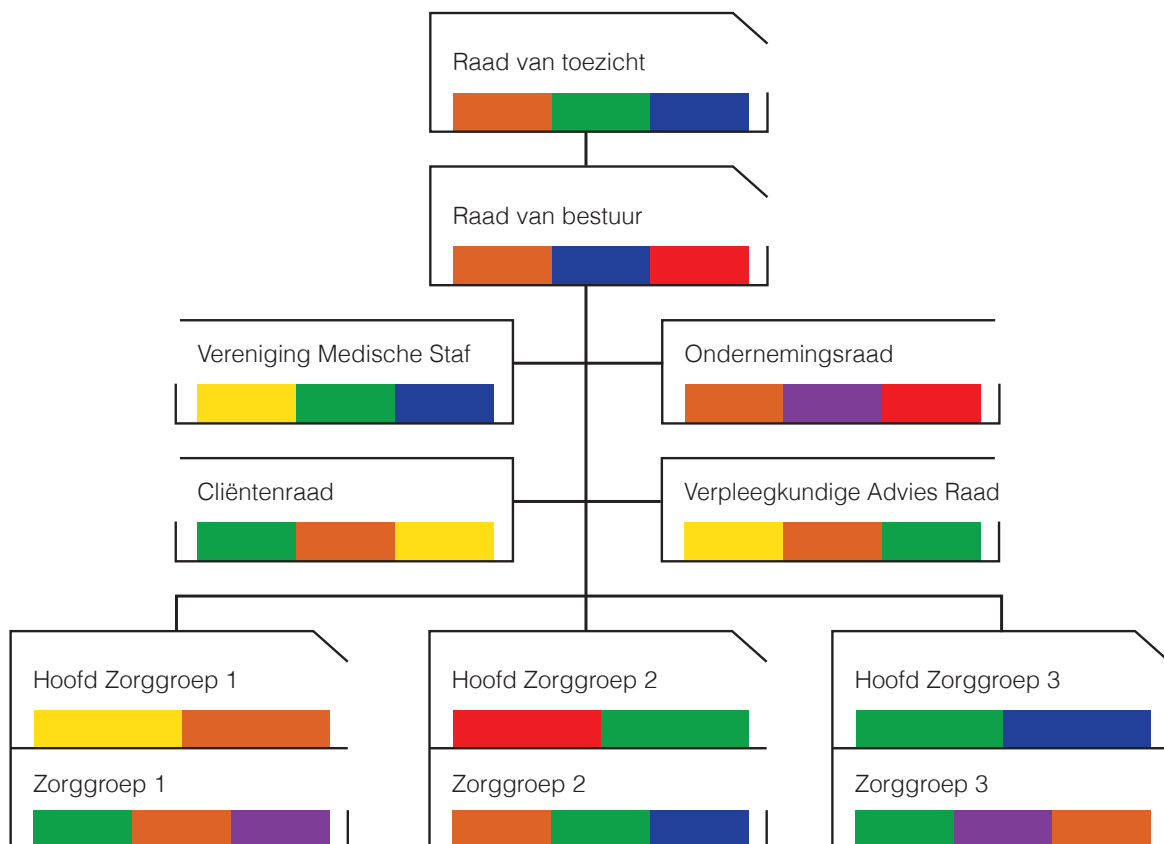 Raad van toezicht
Raad van bestuur
Vereniging Medische Staf
Ondernemingsraad
Cliëntenraad
Verpleegkundige Advies Raad
Hoofd Zorggroep 1
Hoofd Zorggroep 2
Hoofd Zorggroep 3
Zorggroep 1
Zorggroep 2
Zorggroep 3